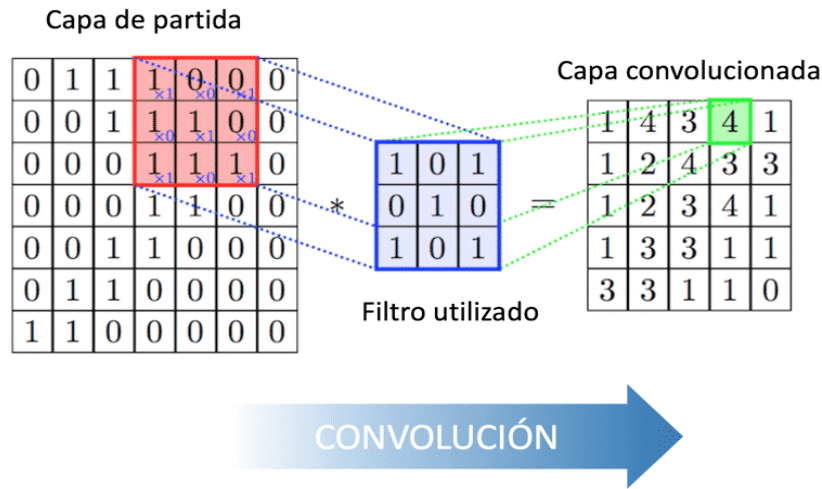 Capa de partida
Capa convolucionada
0 1 1 1×1 0×0 0×1 0
0 0 1 1×0 1×1 0×0 0
0 0 0 1×1 1×0 1×1 0
0 0 0 1 1 0 0
0 0 1 1 0 0 0
0 1 1 0 0 0 0
1 1 0 0 0 0 0
*
1 0 1
0 1 0
1 0 1
=
1 4 3 4 1
1 2 4 3 3
1 2 3 4 1
1 3 3 1 1
3 3 1 1 0
Filtro utilizado
CONVOLUCIÓN